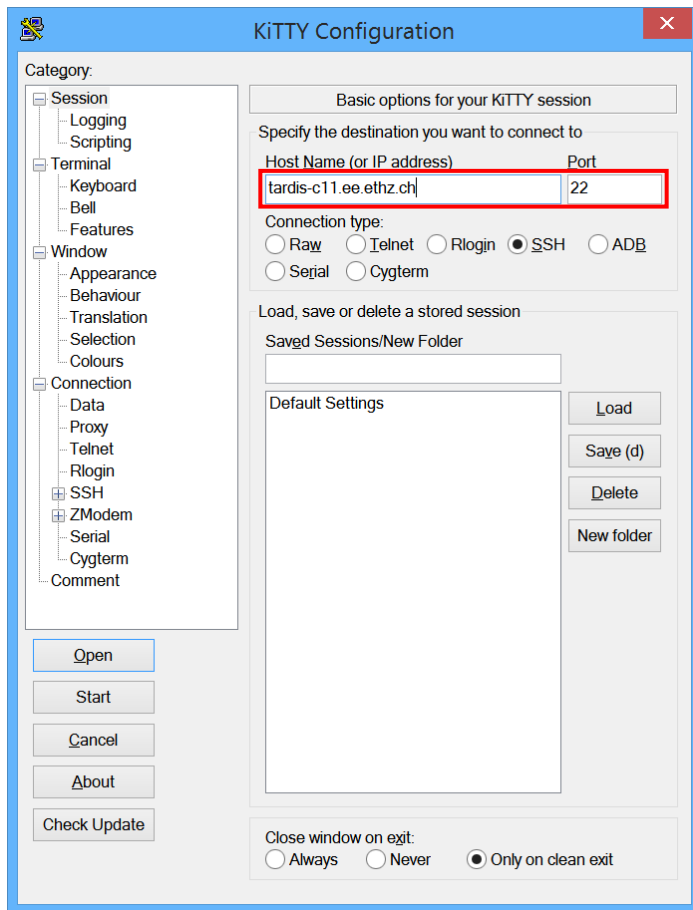 KiTTY Configuration
Category:
Session
Logging
Scripting
Terminal
Keyboard
Bell
Features
Window
Appearance
Behaviour
Translation
Selection
Colours
Connection
Data
Proxy
Telnet
Rlogin
SSH
ZModem
Serial
Cygterm
Comment
Open
Start
Cancel
About
Check Update
Basic options for your KiTTY session
Specify the destination you want to connect to
Host Name (or IP address) Port
tardis-c11.ee.ethz.ch 22
Connection type:
Raw Telnet Rlogin SSH ADB
Serial Cygterm
Load, save or delete a stored session
Saved Sessions/New Folder
Default Settings
Load
Save (d)
Delete
New folder
Close window on exit:
Always Never Only on clean exit